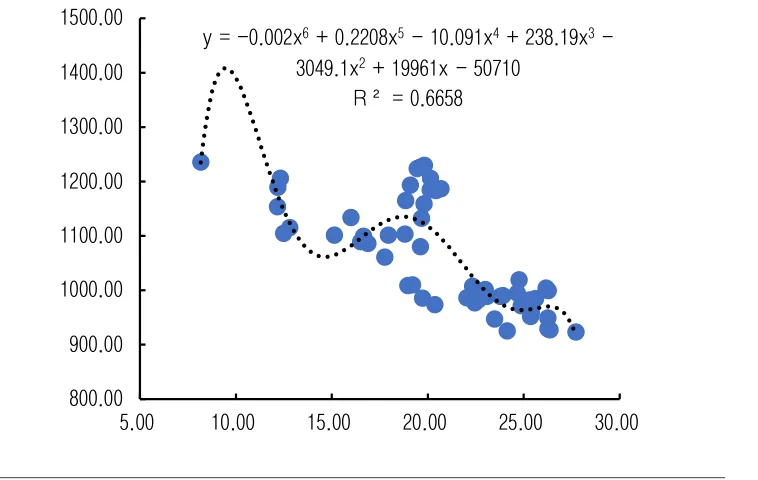 1500.00
y = -0.002x⁶ + 0.2208x⁵ - 10.091x⁴ + 238.19x³ -
3049.1x² + 19961x - 50710
R ² = 0.6658
1400.00
1300.00
1200.00
1100.00
1000.00
900.00
800.00
5.00 10.00 15.00 20.00 25.00 30.00